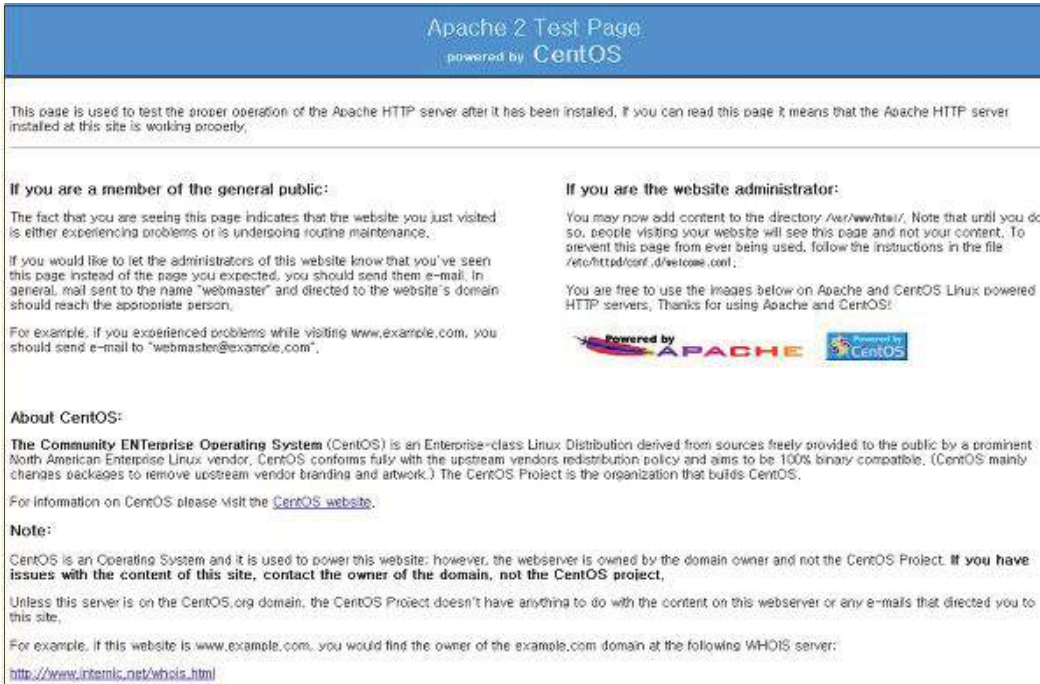 Apache 2 Test Page
powered by CentOS
This page is used to test the proper operation of the Apache HTTP server after it has been installed. If you can read this page it means that the Apache HTTP server
installed at this site is working properly.
If you are a member of the general public:
The fact that you are seeing this page indicates that the website you just visited
is either experiencing problems or is undergoing routine maintenance.
If you would like to let the administrators of this website know that you've seen
this page instead of the page you expected, you should send them e-mail. In
general, mail sent to the name "webmaster" and directed to the website's domain
should reach the appropriate person.
For example, if you experienced problems while visiting www.example.com, you
should send e-mail to "webmaster@example.com".
If you are the website administrator:
You may now add content to the directory /var/www/html/. Note that until you do
so, people visiting your website will see this page and not your content. To
prevent this page from ever being used, follow the instructions in the file
/etc/httpd/conf.d/welcome.conf.
You are free to use the images below on Apache and CentOS Linux powered
HTTP servers. Thanks for using Apache and CentOS!
Powered by
APACHE
Powered by
CentOS
About CentOS:
The Community ENTerprise Operating System (CentOS) is an Enterprise-class Linux Distribution derived from sources freely provided to the public by a prominent
North American Enterprise Linux vendor. CentOS conforms fully with the upstream vendors redistribution policy and aims to be 100% binary compatible. (CentOS mainly
changes packages to remove upstream vendor branding and artwork.) The CentOS Project is the organization that builds CentOS.
For information on CentOS please visit the CentOS website.
Note:
CentOS is an Operating System and it is used to power this website; however, the webserver is owned by the domain owner and not the CentOS Project. If you have
issues with the content of this site, contact the owner of the domain, not the CentOS project.
Unless this server is on the CentOS.org domain, the CentOS Project doesn't have anything to do with the content on this webserver or any e-mails that directed you to
this site.
For example, if this website is www.example.com, you would find the owner of the example.com domain at the following WHOIS server:
http://www.internic.net/whois.html